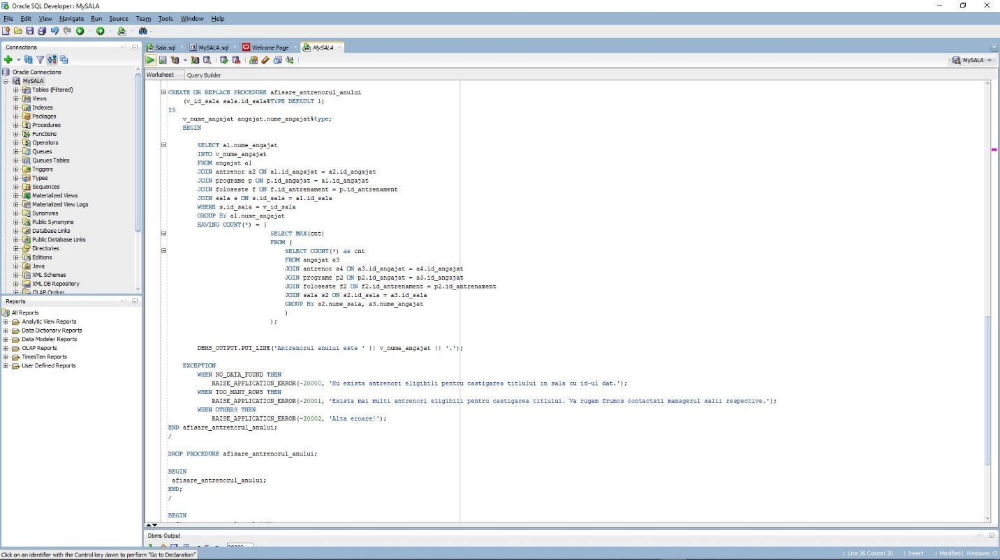 Oracle SQL Developer : MySALA
File Edit View Navigate Run Source Team Tools Window Help
Connections
Oracle Connections
MySALA
Tables (Filtered)
Views
Indexes
Packages
Procedures
Functions
Operators
Queues
Queues Tables
Triggers
Types
Sequences
Materialized Views
Materialized View Logs
Synonyms
Public Synonyms
Database Links
Public Database Links
Directories
Editions
Java
XML Schemas
XML DB Repository
OLAP Option
Reports
All Reports
Analytic View Reports
Data Dictionary Reports
Data Modeler Reports
OLAP Reports
TimesTen Reports
User Defined Reports
Sala.sql MySALA.sql Welcome Page MySALA
MySALA
Worksheet Query Builder
CREATE OR REPLACE PROCEDURE afisare_antrenorul_anului
(v_id_sala sala.id_sala%TYPE DEFAULT 1)
IS
v_nume_angajat angajat.nume_angajat%type;
BEGIN
SELECT a1.nume_angajat
INTO v_nume_angajat
FROM angajat a1
JOIN antrenor a2 ON a1.id_angajat = a2.id_angajat
JOIN programe p ON p.id_angajat = a1.id_angajat
JOIN foloseste f ON f.id_antrenament = p.id_antrenament
JOIN sala s ON s.id_sala = a1.id_sala
WHERE s.id_sala = v_id_sala
GROUP BY a1.nume_angajat
HAVING COUNT(*) = (
SELECT MAX(cnt)
FROM (
SELECT COUNT(*) as cnt
FROM angajat a3
JOIN antrenor a4 ON a3.id_angajat = a4.id_angajat
JOIN programe p2 ON p2.id_angajat = a3.id_angajat
JOIN foloseste f2 ON f2.id_antrenament = p2.id_antrenament
JOIN sala s2 ON s2.id_sala = a3.id_sala
GROUP BY s2.nume_sala, a3.nume_angajat
)
);
DBMS_OUTPUT.PUT_LINE('Antrenorul anului este ' || v_nume_angajat || '.');
EXCEPTION
WHEN NO_DATA_FOUND THEN
RAISE_APPLICATION_ERROR(-20000, 'Nu exista antrenori eligibili pentru castigarea titlului in sala cu id-ul dat.');
WHEN TOO_MANY_ROWS THEN
RAISE_APPLICATION_ERROR(-20001, 'Exista mai multi antrenori eligibili pentru castigarea titlului. Va rugam frumos contactati managerul salii respective.');
WHEN OTHERS THEN
RAISE_APPLICATION_ERROR(-20002, 'Alta eroare!');
END afisare_antrenorul_anului;
/
DROP PROCEDURE afisare_antrenorul_anului;
BEGIN
afisare_antrenorul_anului;
END;
/
BEGIN
Dbms Output
Click on an identifier with the Control key down to perform "Go to Declaration"
| Line 36 Column 20 | Insert | Modified | Windows: C